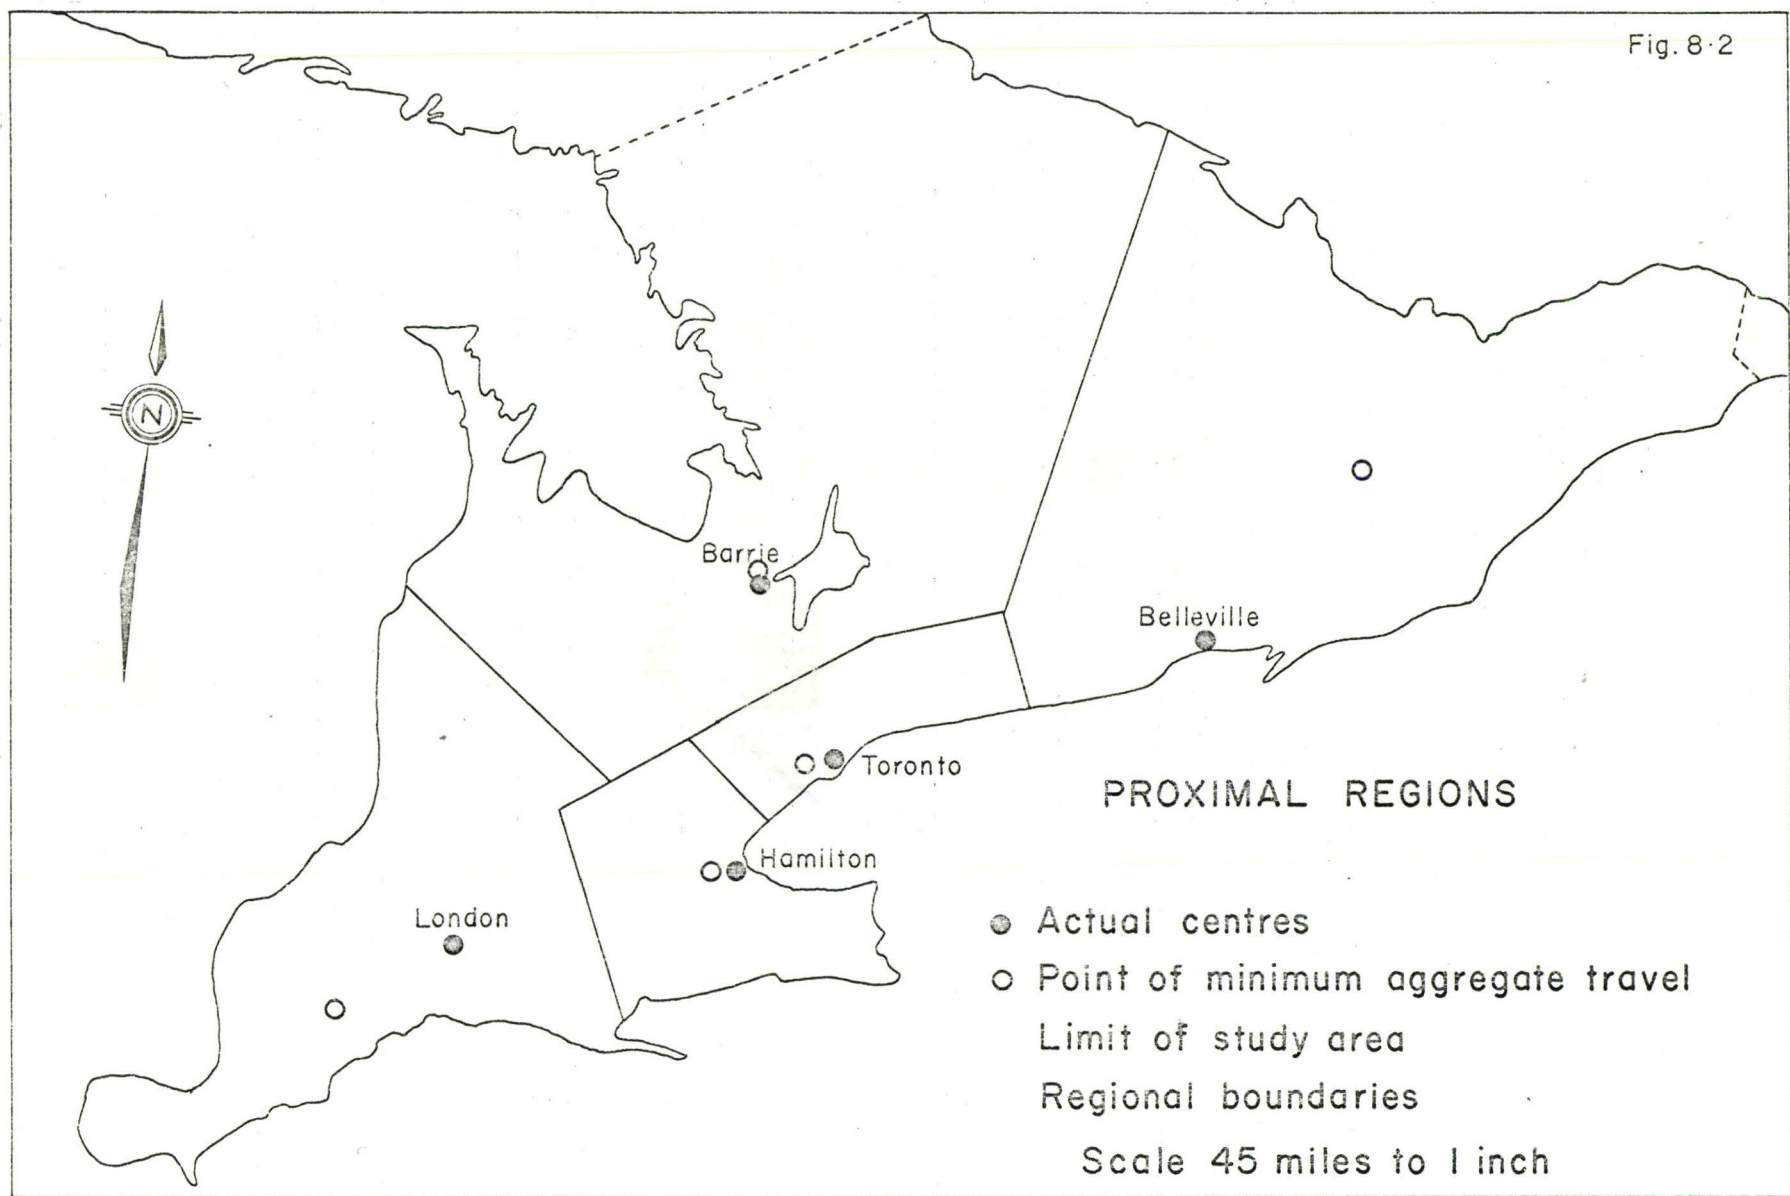 Fig. 8·2
N
Barrie
Belleville
Toronto
Hamilton
London
PROXIMAL REGIONS
Actual centres
Point of minimum aggregate travel
Limit of study area
Regional boundaries
Scale 45 miles to 1 inch